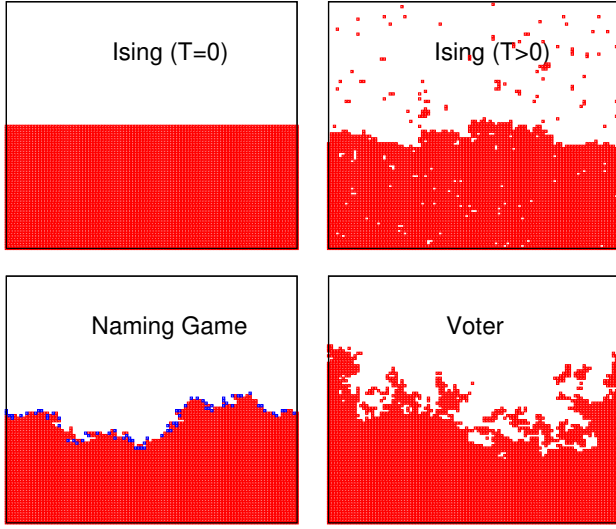 Ising (T=0)
Ising (T>0)
Naming Game
Voter